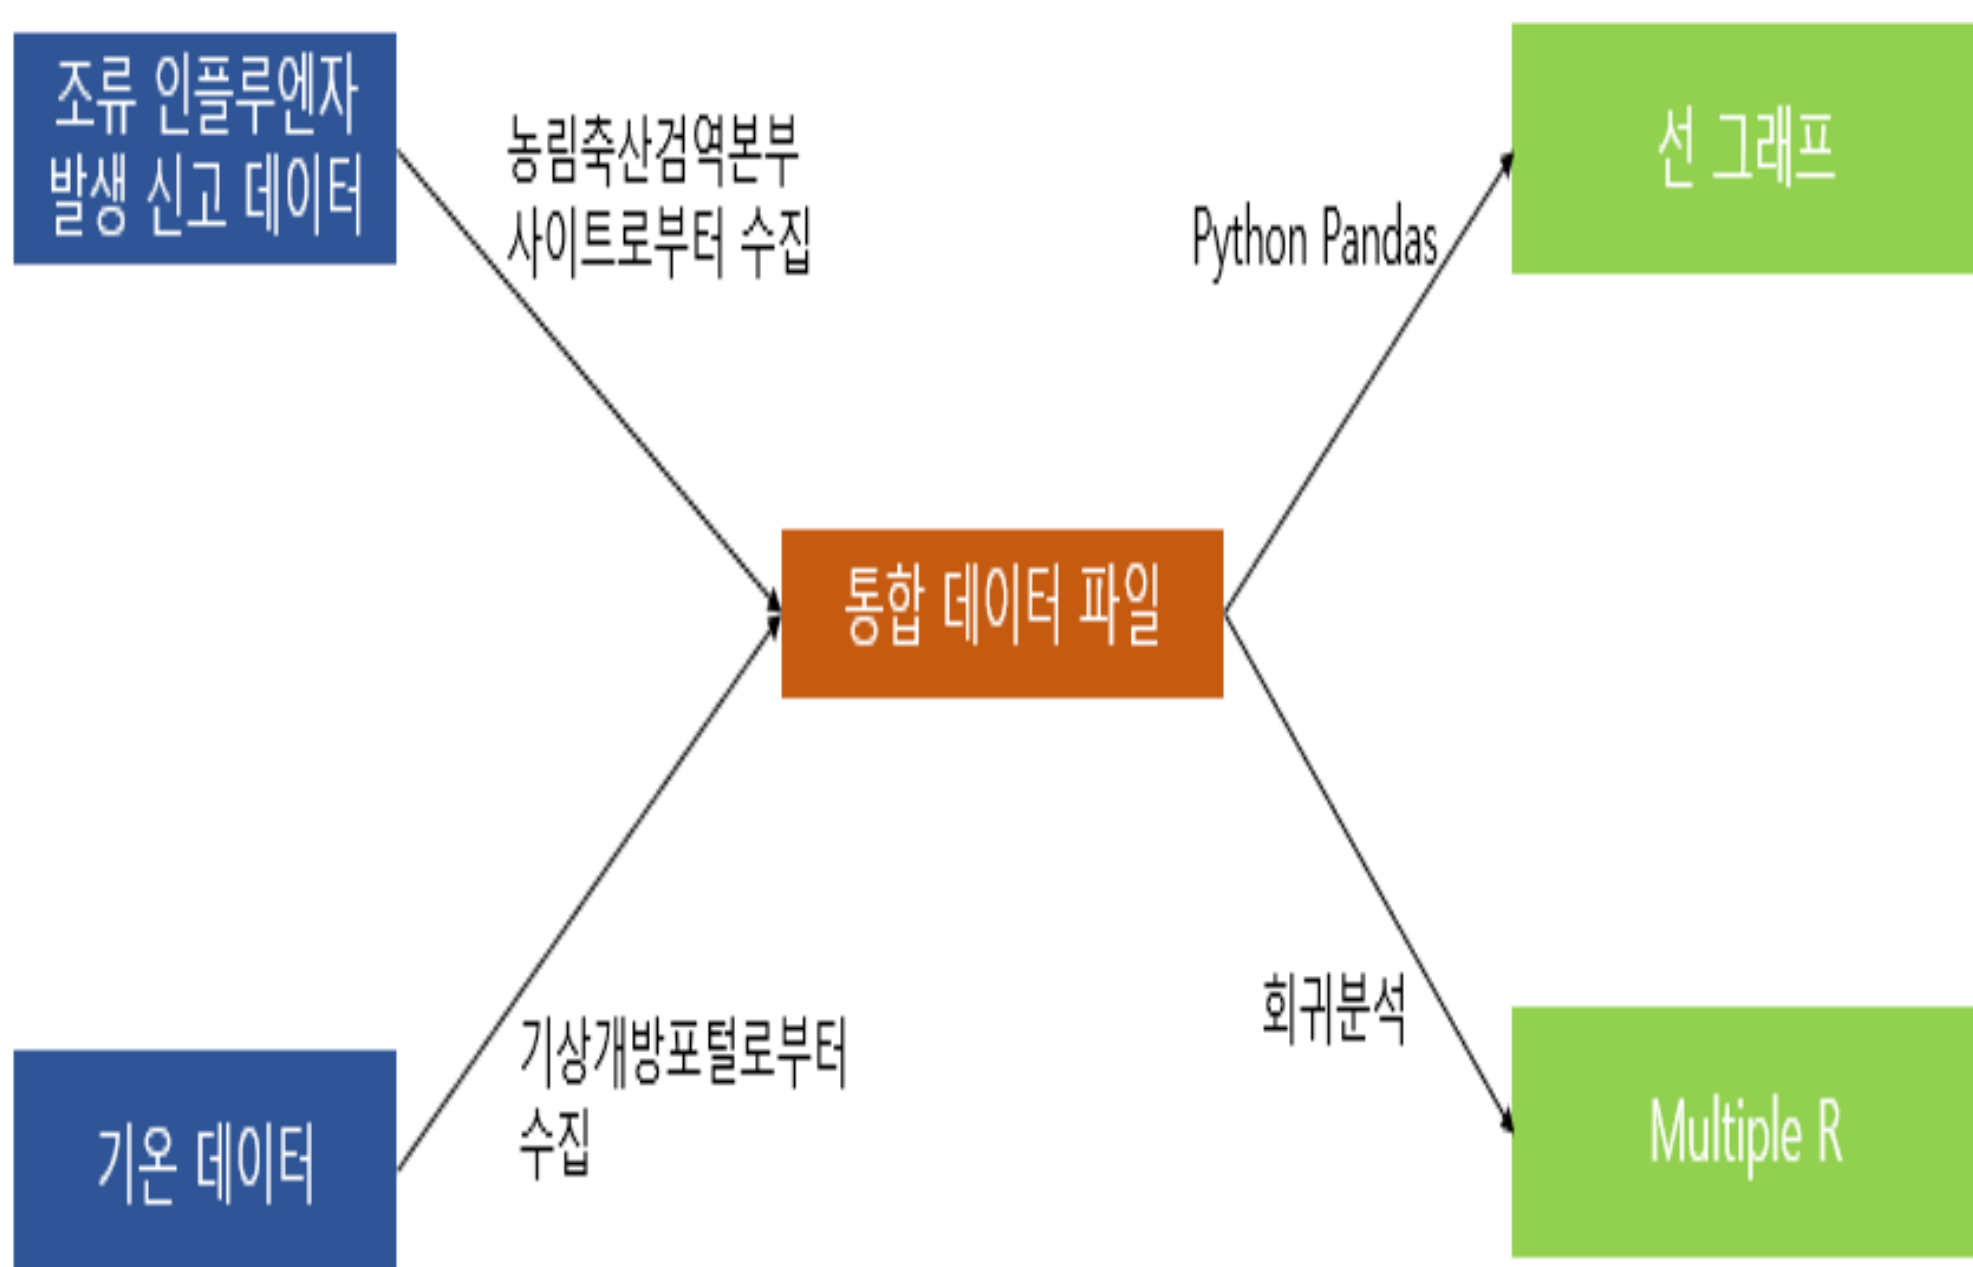 조류 인플루엔자
발생 신고 데이터
농림축산검역본부
사이트로부터 수집
Python Pandas
선 그래프
통합 데이터 파일
기온 데이터
기상개방포털로부터
수집
회귀분석
Multiple R